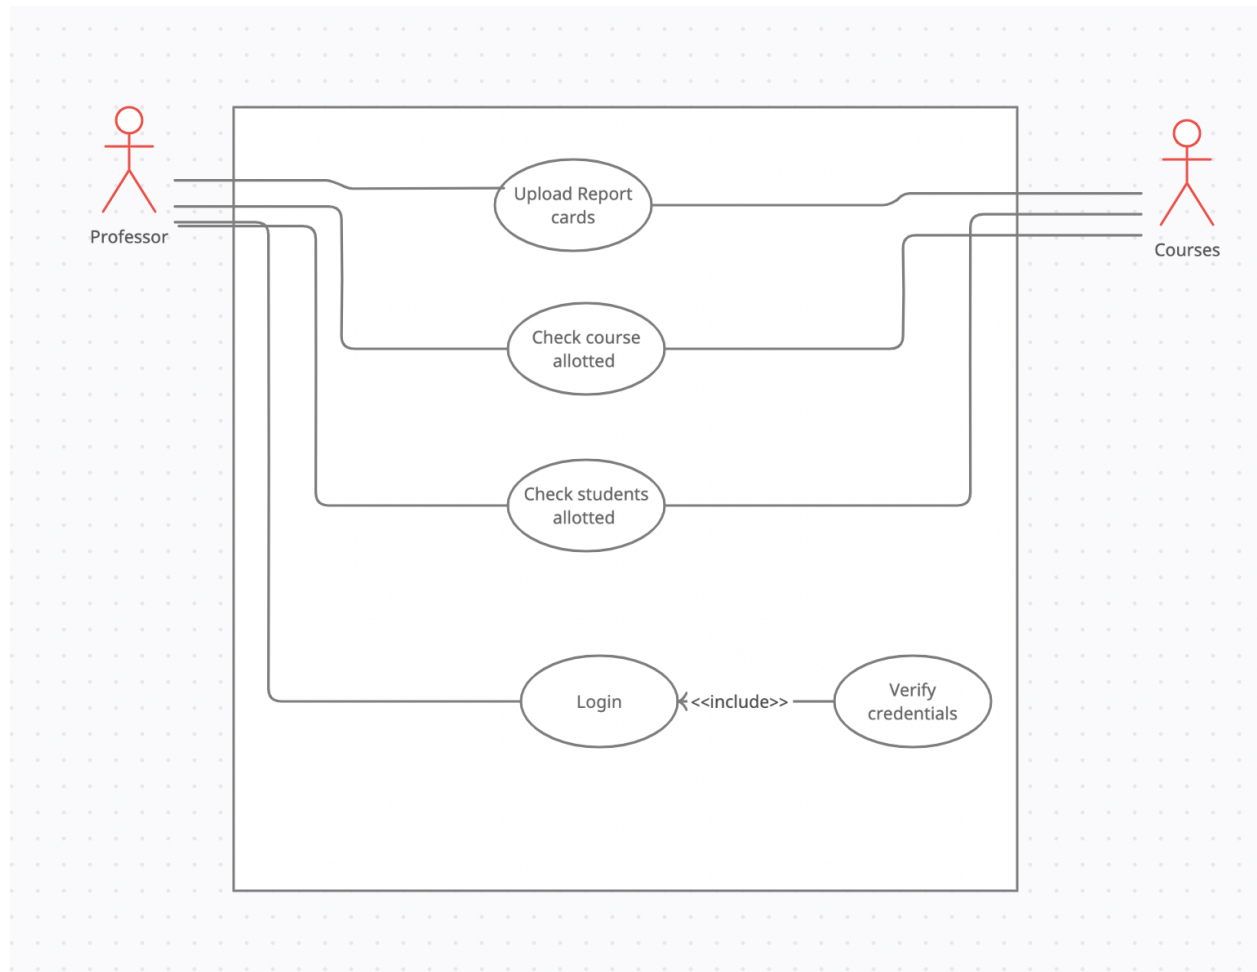 Professor
Courses
Upload Report
cards
Check course
allotted
Check students
allotted
Login
<<include>>
Verify
credentials